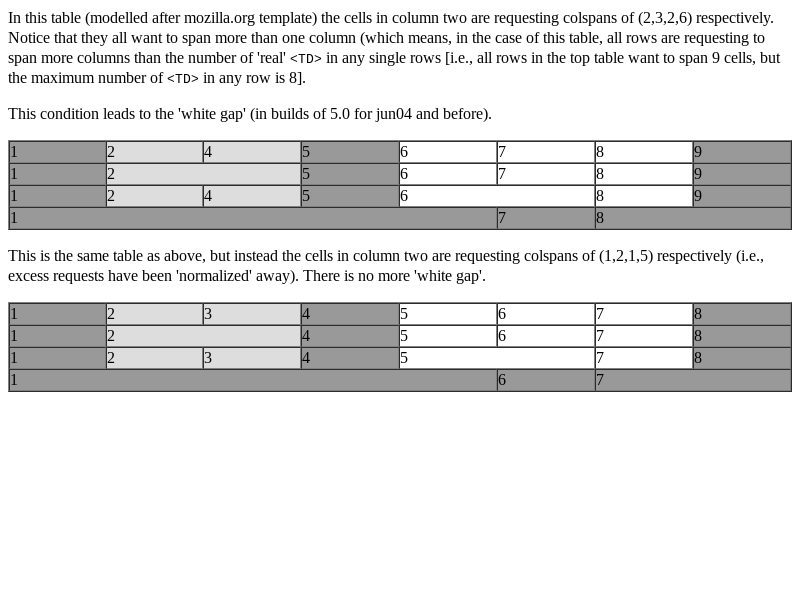 In this table (modelled after mozilla.org template) the cells in column two are requesting colspans of (2,3,2,6) respectively.
Notice that they all want to span more than one column (which means, in the case of this table, all rows are requesting to
span more columns than the number of 'real' <TD> in any single rows [i.e., all rows in the top table want to span 9 cells, but
the maximum number of <TD> in any row is 8].
This condition leads to the 'white gap' (in builds of 5.0 for jun04 and before).
1 2 4 5 6 7 8 9
1 2 5 6 7 8 9
1 2 4 5 6 8 9
1 7 8
This is the same table as above, but instead the cells in column two are requesting colspans of (1,2,1,5) respectively (i.e.,
excess requests have been 'normalized' away). There is no more 'white gap'.
1 2 3 4 5 6 7 8
1 2 4 5 6 7 8
1 2 3 4 5 7 8
1 6 7